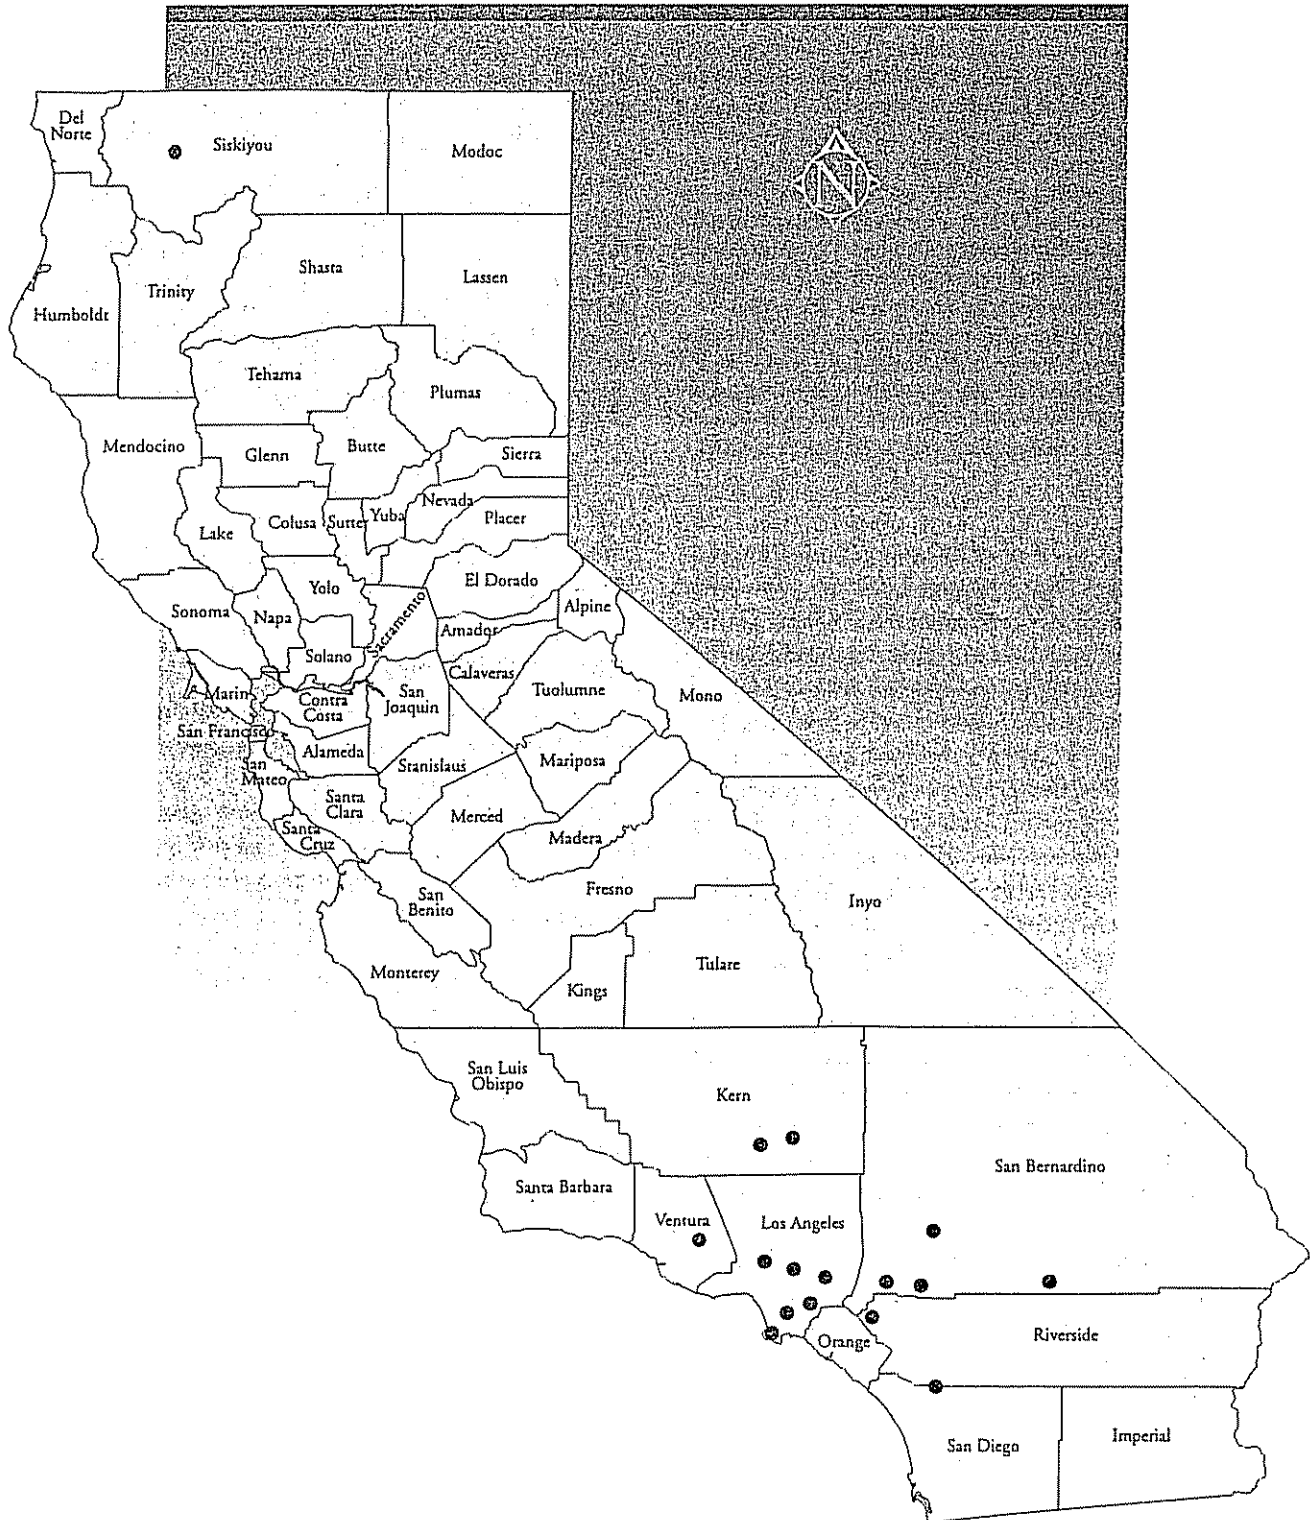 Del
Norte
Siskiyou
Modoc
Shasta
Lassen
Trinity
Humboldt
Tehama
Plumas
Mendocino
Glenn
Butte
Sierra
Nevada
Placer
Yuba
Sutte
Colusa
Lake
El Dorado
Yolo
Sonoma
Napa
Sacramento
Alpine
Amador
Solano
Calaveras
Marin
Contra
Costa
San
Joaquin
Tuolumne
Mono
San Francisco
Alameda
Stanislaus
Mariposa
San
Mateo
Santa
Clara
Merced
Santa
Cruz
Madera
Fresno
Inyo
San
Benito
Monterey
Kings
Tulare
San Luis
Obispo
Kern
San Bernardino
Santa Barbara
Ventura
Los Angeles
Orange
Riverside
San Diego
Imperial
N